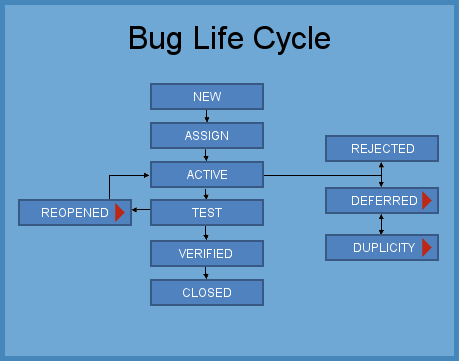 Bug Life Cycle
NEW
ASSIGN
ACTIVE
REJECTED
REOPENED
TEST
DEFERRED
VERIFIED
DUPLICITY
CLOSED